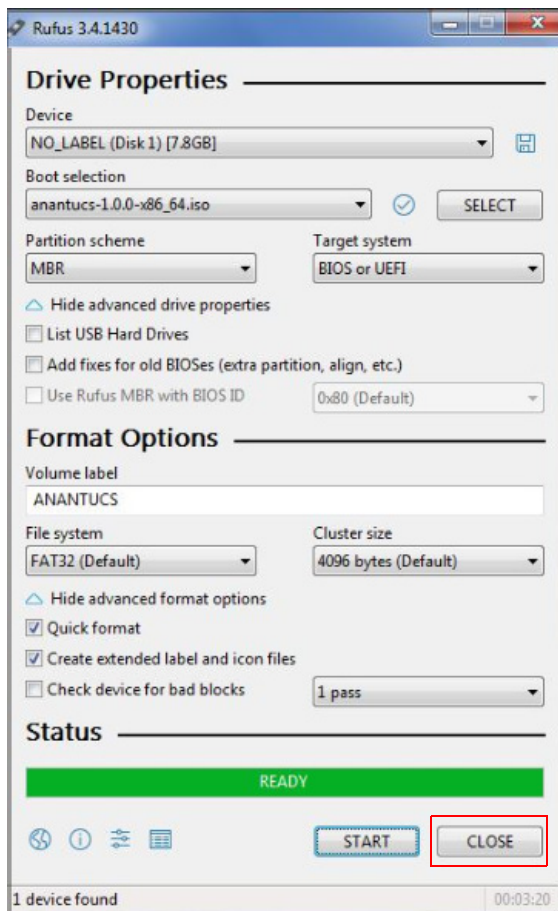 Rufus 3.4.1430
Drive Properties
Device
NO_LABEL (Disk 1) [7.8GB]
Boot selection
anantucs-1.0.0-x86_64.iso
SELECT
Partition scheme Target system
MBR BIOS or UEFI
Hide advanced drive properties
List USB Hard Drives
Add fixes for old BIOSes (extra partition, align, etc.)
Use Rufus MBR with BIOS ID 0x80 (Default)
Format Options
Volume label
ANANTUCS
File system Cluster size
FAT32 (Default) 4096 bytes (Default)
Hide advanced format options
Quick format
Create extended label and icon files
Check device for bad blocks 1 pass
Status
READY
START CLOSE
1 device found 00:03:20